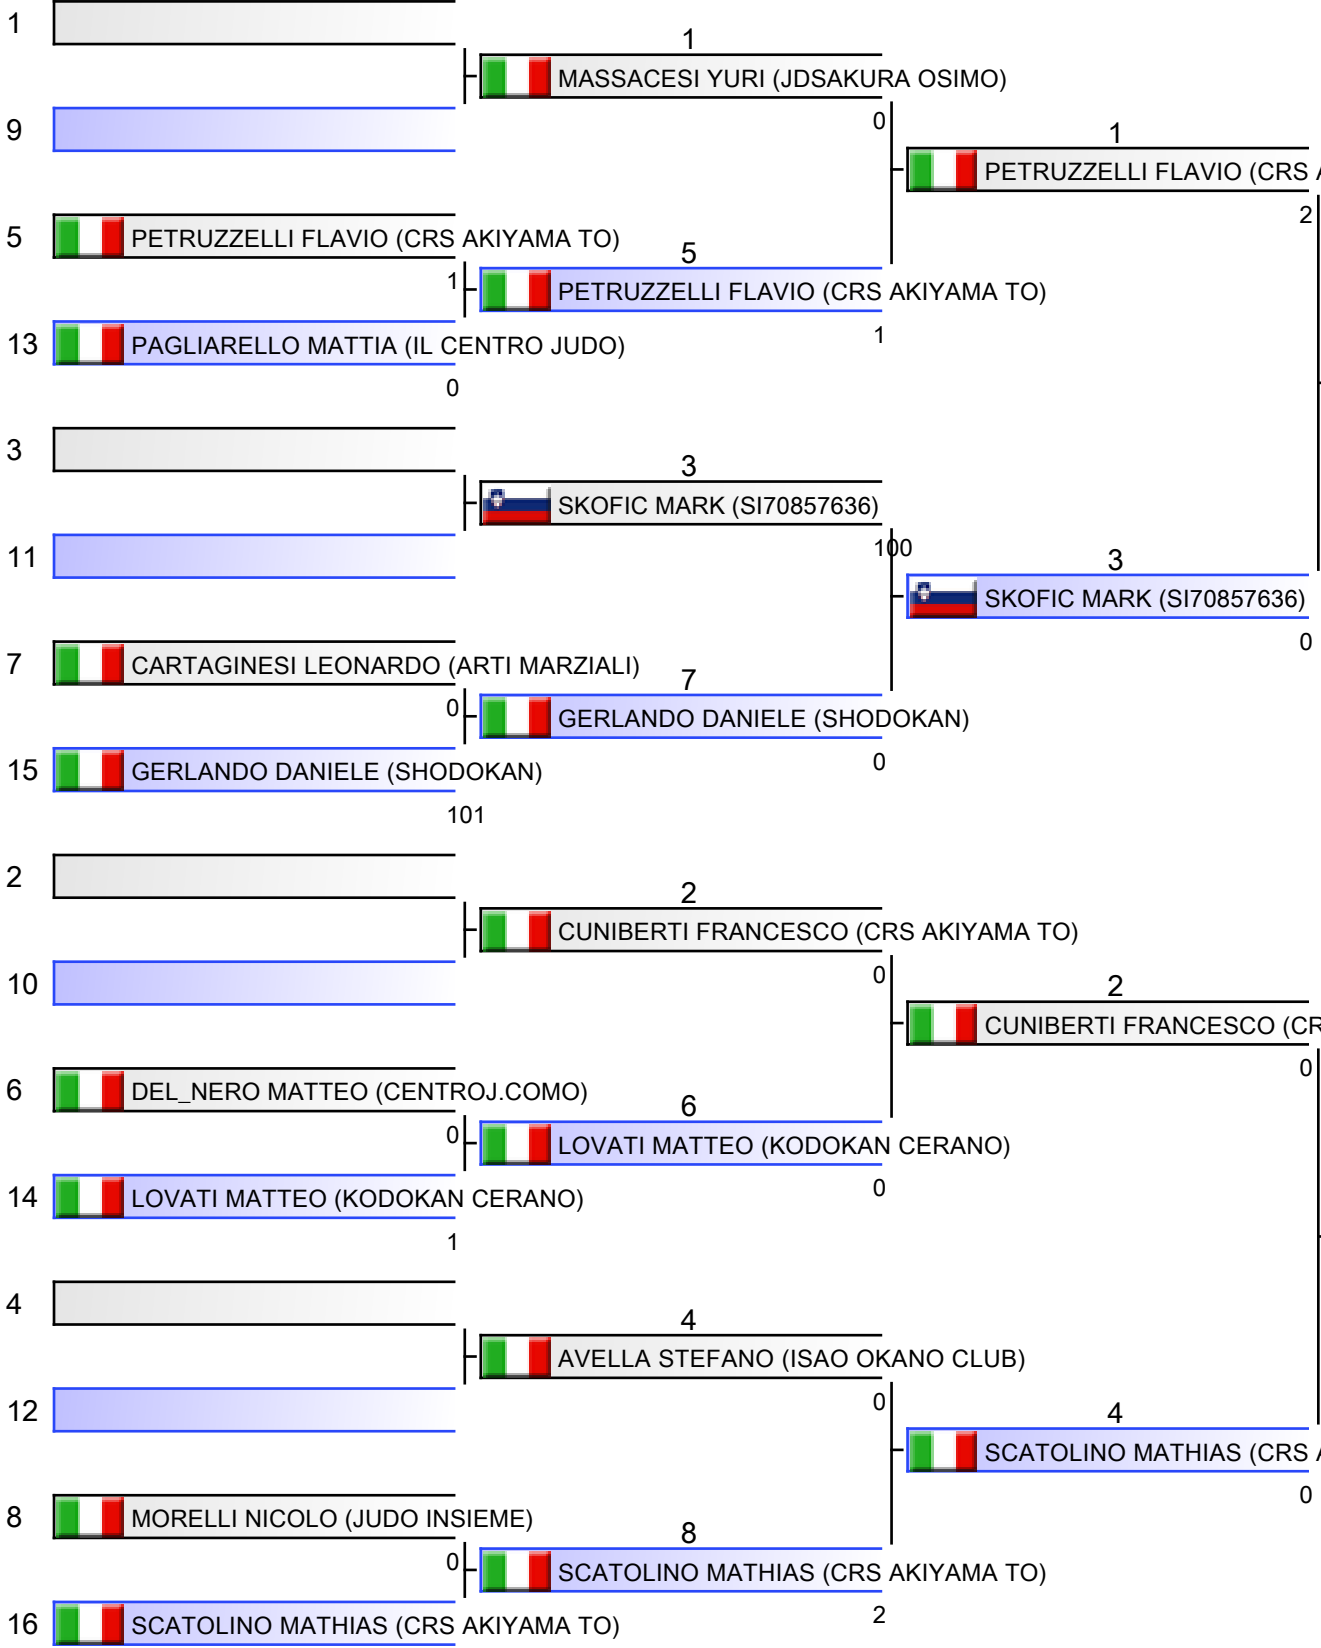 1
1
MASSACESI YURI (JDSAKURA OSIMO)
9
0
1
PETRUZZELLI FLAVIO (CRS
2
5
PETRUZZELLI FLAVIO (CRS AKIYAMA TO)
5
1
PETRUZZELLI FLAVIO (CRS AKIYAMA TO)
1
13
PAGLIARELLO MATTIA (IL CENTRO JUDO)
0
3
3
SKOFIC MARK (SI70857636)
11
100
3
SKOFIC MARK (SI70857636)
0
7
CARTAGINESI LEONARDO (ARTI MARZIALI)
7
0
GERLANDO DANIELE (SHODOKAN)
0
15
GERLANDO DANIELE (SHODOKAN)
101
2
2
CUNIBERTI FRANCESCO (CRS AKIYAMA TO)
10
0
2
CUNIBERTI FRANCESCO (CR
0
6
DEL_NERO MATTEO (CENTROJ.COMO)
6
0
LOVATI MATTEO (KODOKAN CERANO)
0
14
LOVATI MATTEO (KODOKAN CERANO)
1
4
4
AVELLA STEFANO (ISAO OKANO CLUB)
12
0
4
SCATOLINO MATHIAS (CRS
0
8
MORELLI NICOLO (JUDO INSIEME)
8
0
SCATOLINO MATHIAS (CRS AKIYAMA TO)
2
16
SCATOLINO MATHIAS (CRS AKIYAMA TO)